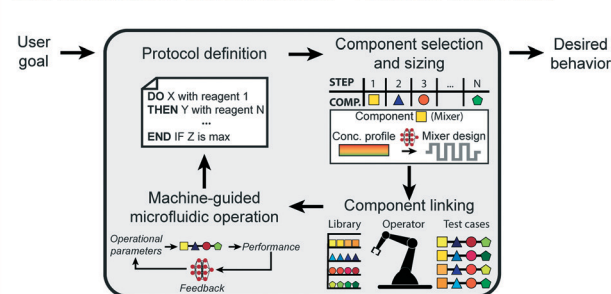 User
goal
Protocol definition
DO X with reagent 1
THEN Y with reagent N
...
END IF Z is max
Component selection
and sizing
STEP 1 2 3 ... N
COMP.
Component (Mixer)
Conc. profile Mixer design
Desired
behavior
Component linking
Library Operator Test cases
Machine-guided
microfluidic operation
Operational
parameters
Performance
Feedback